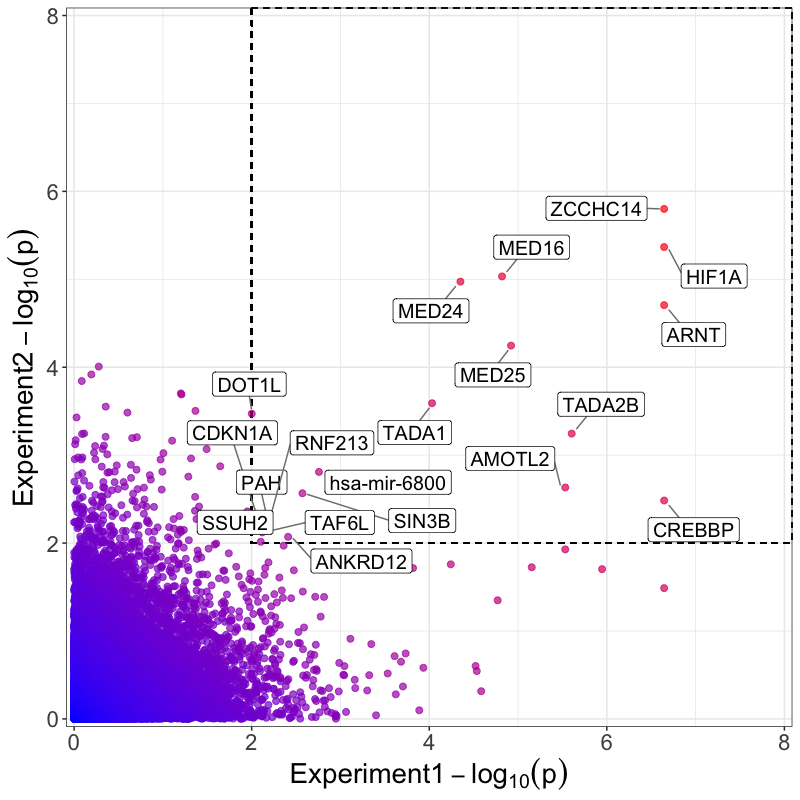 8
ZCCHC14
6
MED16
HIF1A
MED24
ARNT
MED25
4
DOT1L
TADA2B
CDKN1A
RNF213
TADA1
AMOTL2
PAH
hsa-mir-6800
SSUH2
TAF6L
SIN3B
CREBBP
2
ANKRD12
0
0 2 4 6 8
Experiment1 − log10(p)
Experiment2 − log10(p)